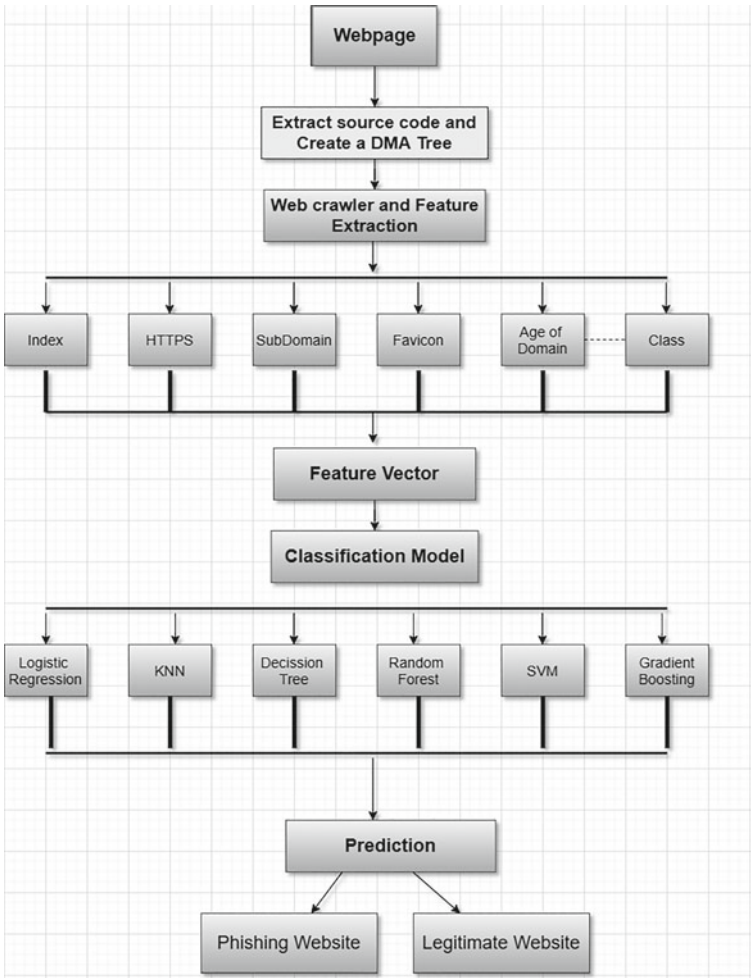 Webpage
Extract source code and
Create a DMA Tree
Web crawler and Feature
Extraction
Index
HTTPS
SubDomain
Favicon
Age of
Domain
Class
Feature Vector
Classification Model
Logistic
Regression
KNN
Decission
Tree
Random
Forest
SVM
Gradient
Boosting
Prediction
Phishing Website
Legitimate Website